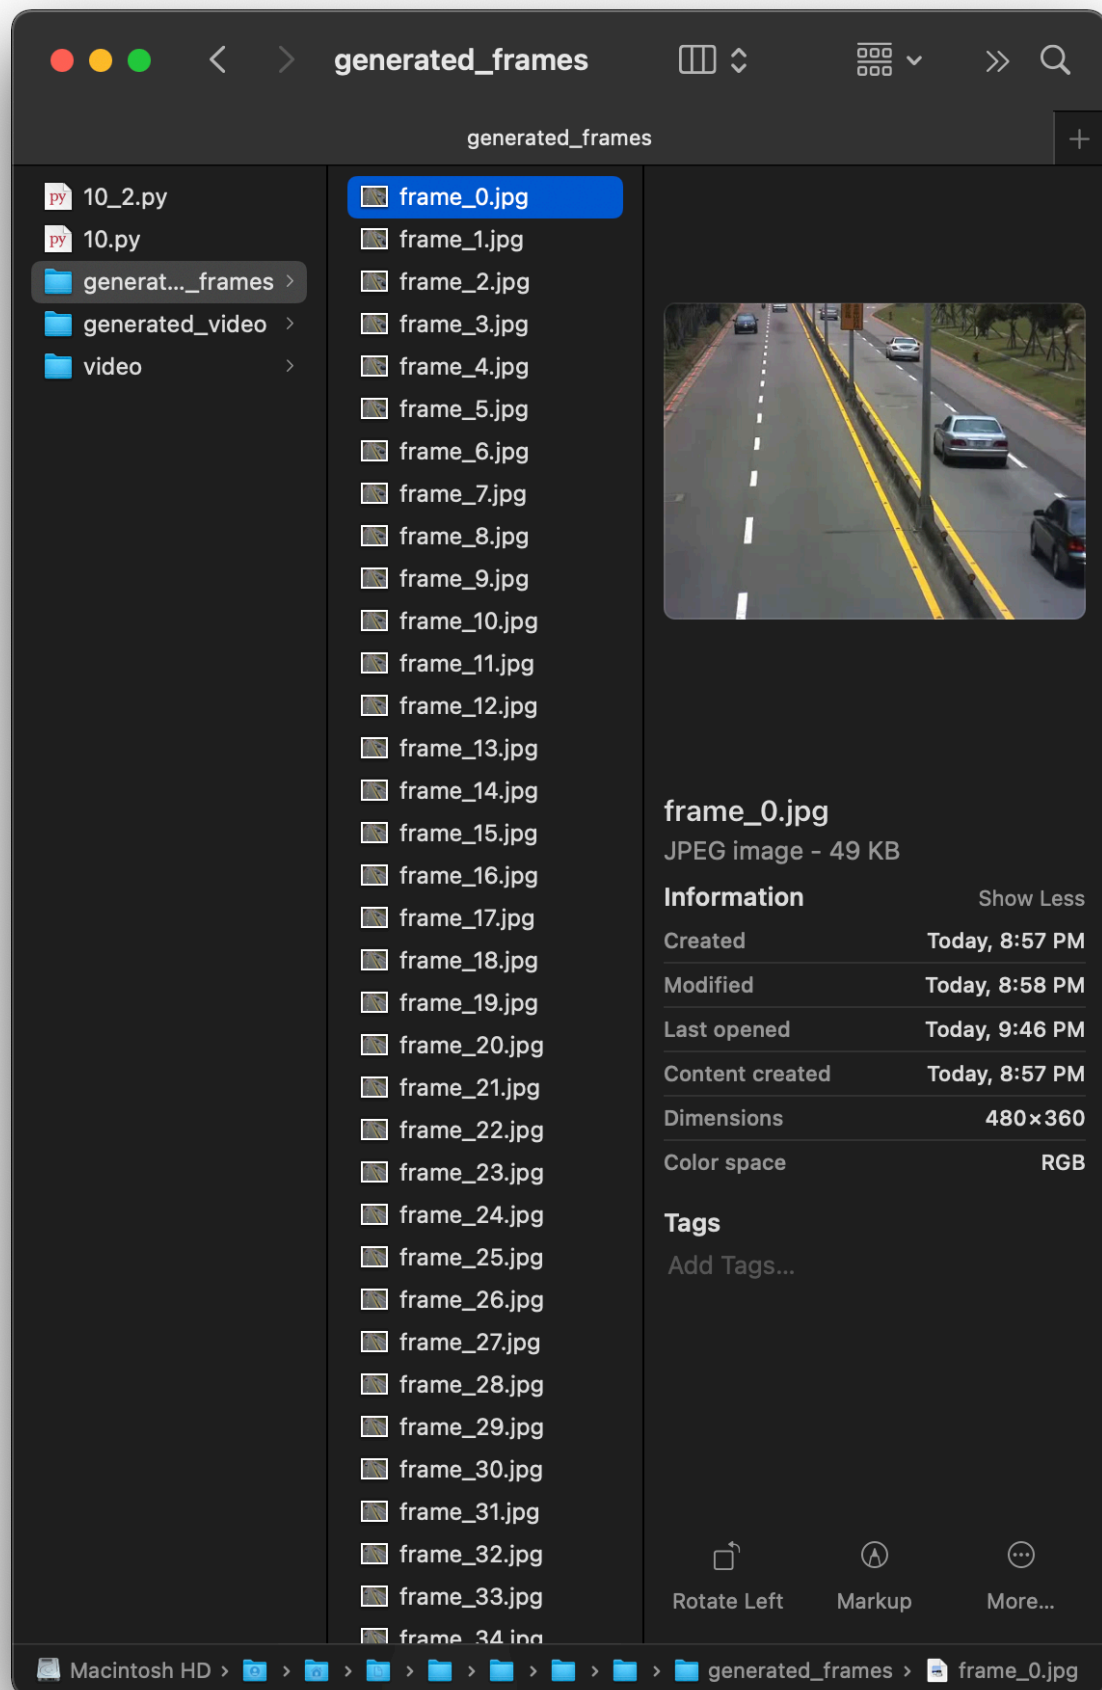 generated_frames
generated_frames
10_2.py
10.py
generat..._frames
generated_video
video
frame_0.jpg
frame_1.jpg
frame_2.jpg
frame_3.jpg
frame_4.jpg
frame_5.jpg
frame_6.jpg
frame_7.jpg
frame_8.jpg
frame_9.jpg
frame_10.jpg
frame_11.jpg
frame_12.jpg
frame_13.jpg
frame_14.jpg
frame_15.jpg
frame_16.jpg
frame_17.jpg
frame_18.jpg
frame_19.jpg
frame_20.jpg
frame_21.jpg
frame_22.jpg
frame_23.jpg
frame_24.jpg
frame_25.jpg
frame_26.jpg
frame_27.jpg
frame_28.jpg
frame_29.jpg
frame_30.jpg
frame_31.jpg
frame_32.jpg
frame_33.jpg
frame_34.jpg
frame_0.jpg
JPEG image - 49 KB
Information Show Less
Created Today, 8:57 PM
Modified Today, 8:58 PM
Last opened Today, 9:46 PM
Content created Today, 8:57 PM
Dimensions 480×360
Color space RGB
Tags
Add Tags...
Rotate Left Markup More...
Macintosh HD › › › › › › › › generated_frames › frame_0.jpg